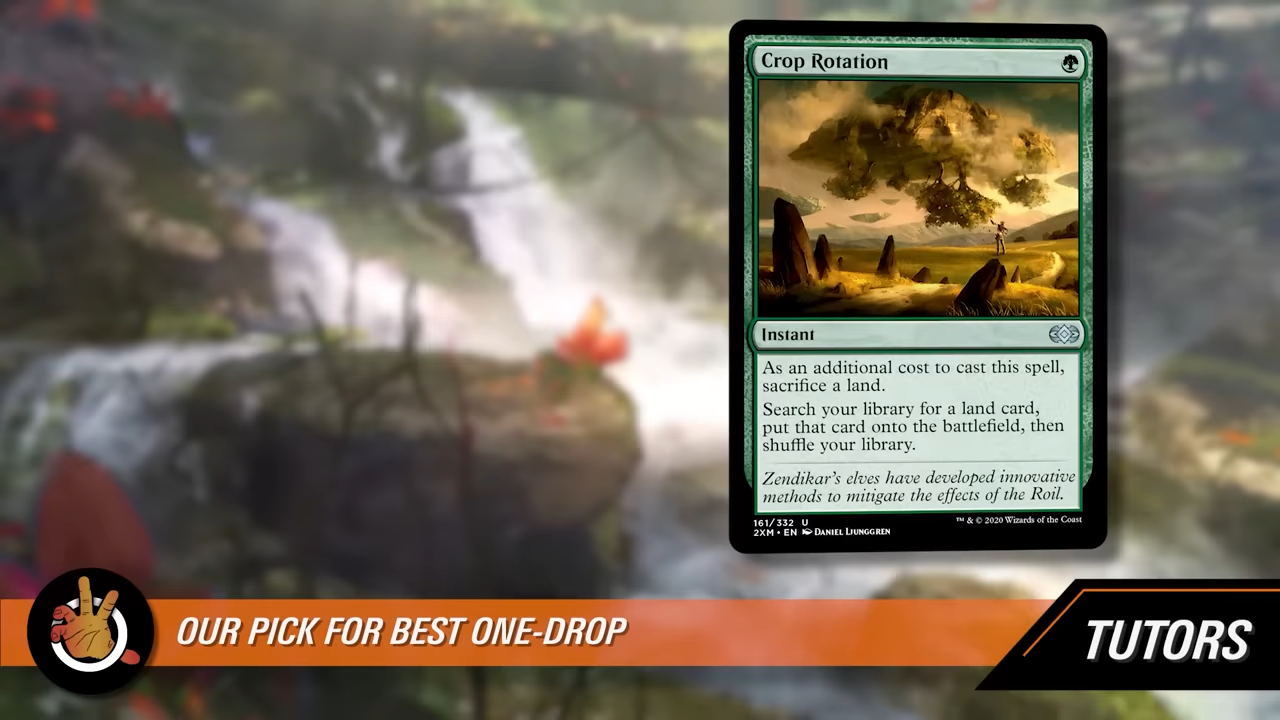 Crop Rotation
Instant
As an additional cost to cast this spell,
sacrifice a land.
Search your library for a land card,
put that card onto the battlefield, then
shuffle your library.
Zendikar's elves have developed innovative
methods to mitigate the effects of the Roil.
161/332 U
™ & © 2020 Wizards of the Coast
2XM • EN Daniel Ljunggren
OUR PICK FOR BEST ONE-DROP
TUTORS